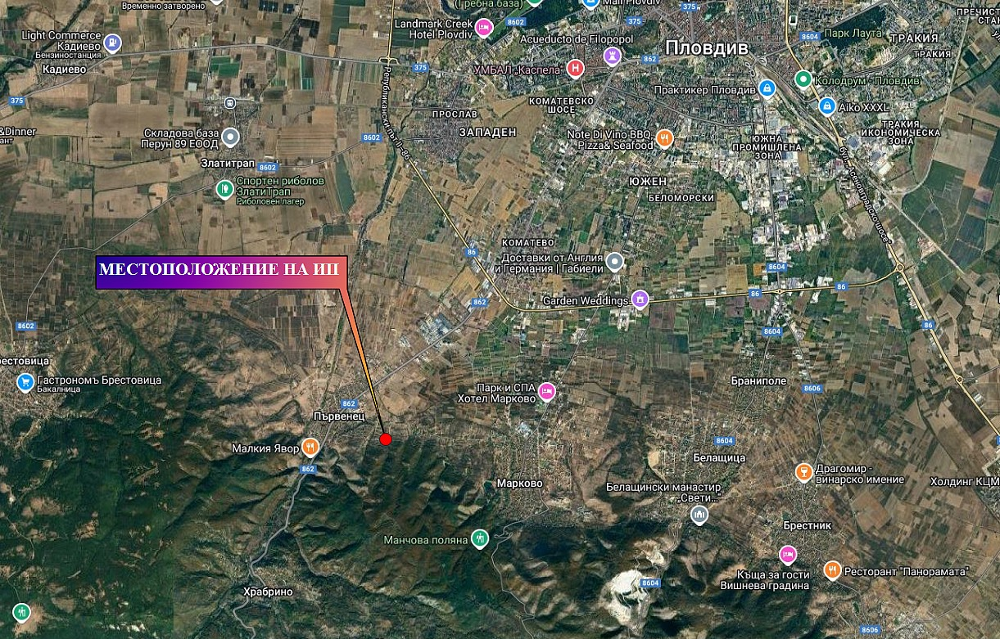 Временно затворено
(Гребна база)
Mall Plovdiv
375
8602
375
ПРЕЧИСТ
СТАН
Landmark Creek
Hotel Plovdiv
Light Commerce
Кадиево
Бензиностанция
Кадиево
Acueducto de Filopopol
Пловдив
8604
Парк Лаута
ТРАКИЯ
ТРАКИЯ
375
862
УМБАЛ „Каспела
Практикер Пловдив
Колодрум - Пловдив
375
Републикански път II-86
КОМАТЕВСКО
ШОСЕ
Aiko XXXL
ПРОСЛАВ
ЗАПАДЕН
&Dinner
ант
Складова база
Перун 89 ЕООД
8602
Note Di Vino BBQ,
Pizza& Seafood
ЮЖНА
ПРОМИШЛЕНА
ЗОНА
ТРАКИЯ
ИКОНОМИЧЕСКА
ЗОНА
Златитрап
8602
Спортен риболов
ЗлатиТрап
Риболовен лагер
ЮЖЕН
БЕЛОМОРСКИ
бул. „Асеновградско шосе“
КОМАТЕВО
86
Доставки от Англия
и Германия | Габиели
МЕСТОПОЛОЖЕНИЕ НА ИП
8604
86
86
862
Garden Weddings
8602
8604
86
рестовица
Гастрономъ Брестовица
Бакалница
Браниполе
8606
Парк и СПА
Хотел Марково
862
Първенец
8604
Малкия Явор
Белащица
862
Драгомир -
винарско имение
Марково
Белащински манастир
„Свети...
Холдинг КЦМ
Брестник
Манчова поляна
Къща за гости
Вишнева градина
Ресторант "Панорамата"
8604
Храбрино
8606